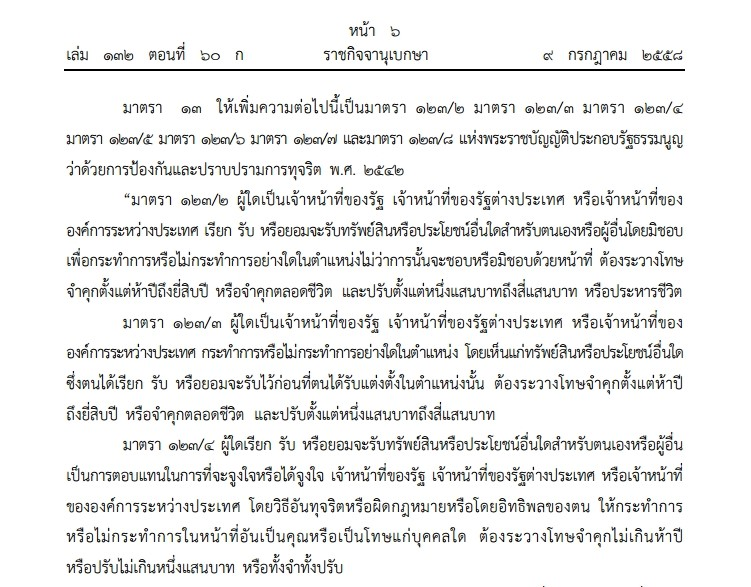 หน้า ๖
เล่ม ๑๓๒ ตอนที่ ๖๐ ก ราชกิจจานุเบกษา ๙ กรกฎาคม ๒๕๕๘
มาตรา ๑๓ ให้เพิ่มความต่อไปนี้เป็นมาตรา ๑๒๓/๒ มาตรา ๑๒๓/๓ มาตรา ๑๒๓/๔
มาตรา ๑๒๓/๕ มาตรา ๑๒๓/๖ มาตรา ๑๒๓/๗ และมาตรา ๑๒๓/๘ แห่งพระราชบัญญัติประกอบรัฐธรรมนูญ
ว่าด้วยการป้องกันและปราบปรามการทุจริต พ.ศ. ๒๕๔๒
“มาตรา ๑๒๓/๒ ผู้ใดเป็นเจ้าหน้าที่ของรัฐ เจ้าหน้าที่ของรัฐต่างประเทศ หรือเจ้าหน้าที่ของ
องค์การระหว่างประเทศ เรียก รับ หรือยอมจะรับทรัพย์สินหรือประโยชน์อื่นใดสำหรับตนเองหรือผู้อื่นโดยมิชอบ
เพื่อกระทำการหรือไม่กระทำการอย่างใดในตำแหน่งไม่ว่าการนั้นจะชอบหรือมิชอบด้วยหน้าที่ ต้องระวางโทษ
จำคุกตั้งแต่ห้าปีถึงยี่สิบปี หรือจำคุกตลอดชีวิต และปรับตั้งแต่หนึ่งแสนบาทถึงสี่แสนบาท หรือประหารชีวิต
มาตรา ๑๒๓/๓ ผู้ใดเป็นเจ้าหน้าที่ของรัฐ เจ้าหน้าที่ของรัฐต่างประเทศ หรือเจ้าหน้าที่ของ
องค์การระหว่างประเทศ กระทำการหรือไม่กระทำการอย่างใดในตำแหน่ง โดยเห็นแก่ทรัพย์สินหรือประโยชน์อื่นใด
ซึ่งตนได้เรียก รับ หรือยอมจะรับไว้ก่อนที่ตนได้รับแต่งตั้งในตำแหน่งนั้น ต้องระวางโทษจำคุกตั้งแต่ห้าปี
ถึงยี่สิบปี หรือจำคุกตลอดชีวิต และปรับตั้งแต่หนึ่งแสนบาทถึงสี่แสนบาท
มาตรา ๑๒๓/๔ ผู้ใดเรียก รับ หรือยอมจะรับทรัพย์สินหรือประโยชน์อื่นใดสำหรับตนเองหรือผู้อื่น
เป็นการตอบแทนในการที่จะจูงใจหรือได้จูงใจ เจ้าหน้าที่ของรัฐ เจ้าหน้าที่ของรัฐต่างประเทศ หรือเจ้าหน้าที่
ขององค์การระหว่างประเทศ โดยวิธีอันทุจริตหรือผิดกฎหมายหรือโดยอิทธิพลของตน ให้กระทำการ
หรือไม่กระทำการในหน้าที่อันเป็นคุณหรือเป็นโทษแก่บุคคลใด ต้องระวางโทษจำคุกไม่เกินห้าปี
หรือปรับไม่เกินหนึ่งแสนบาท หรือทั้งจำทั้งปรับ